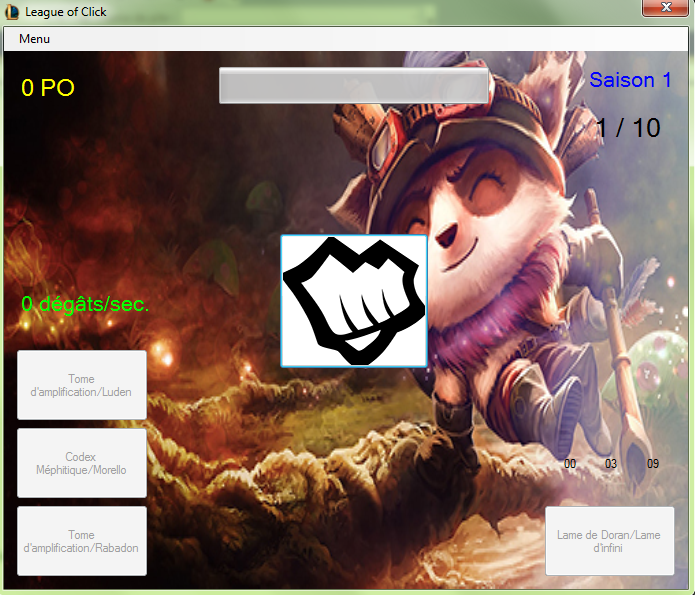 League of Click
Menu
0 PO
Saison 1
1 / 10
0 dégâts/sec.
Tome
d'amplification/Luden
Codex
Méphitique/Morello
00 03 09
Tome
d'amplification/Rabadon
Lame de Doran/Lame
d'infini